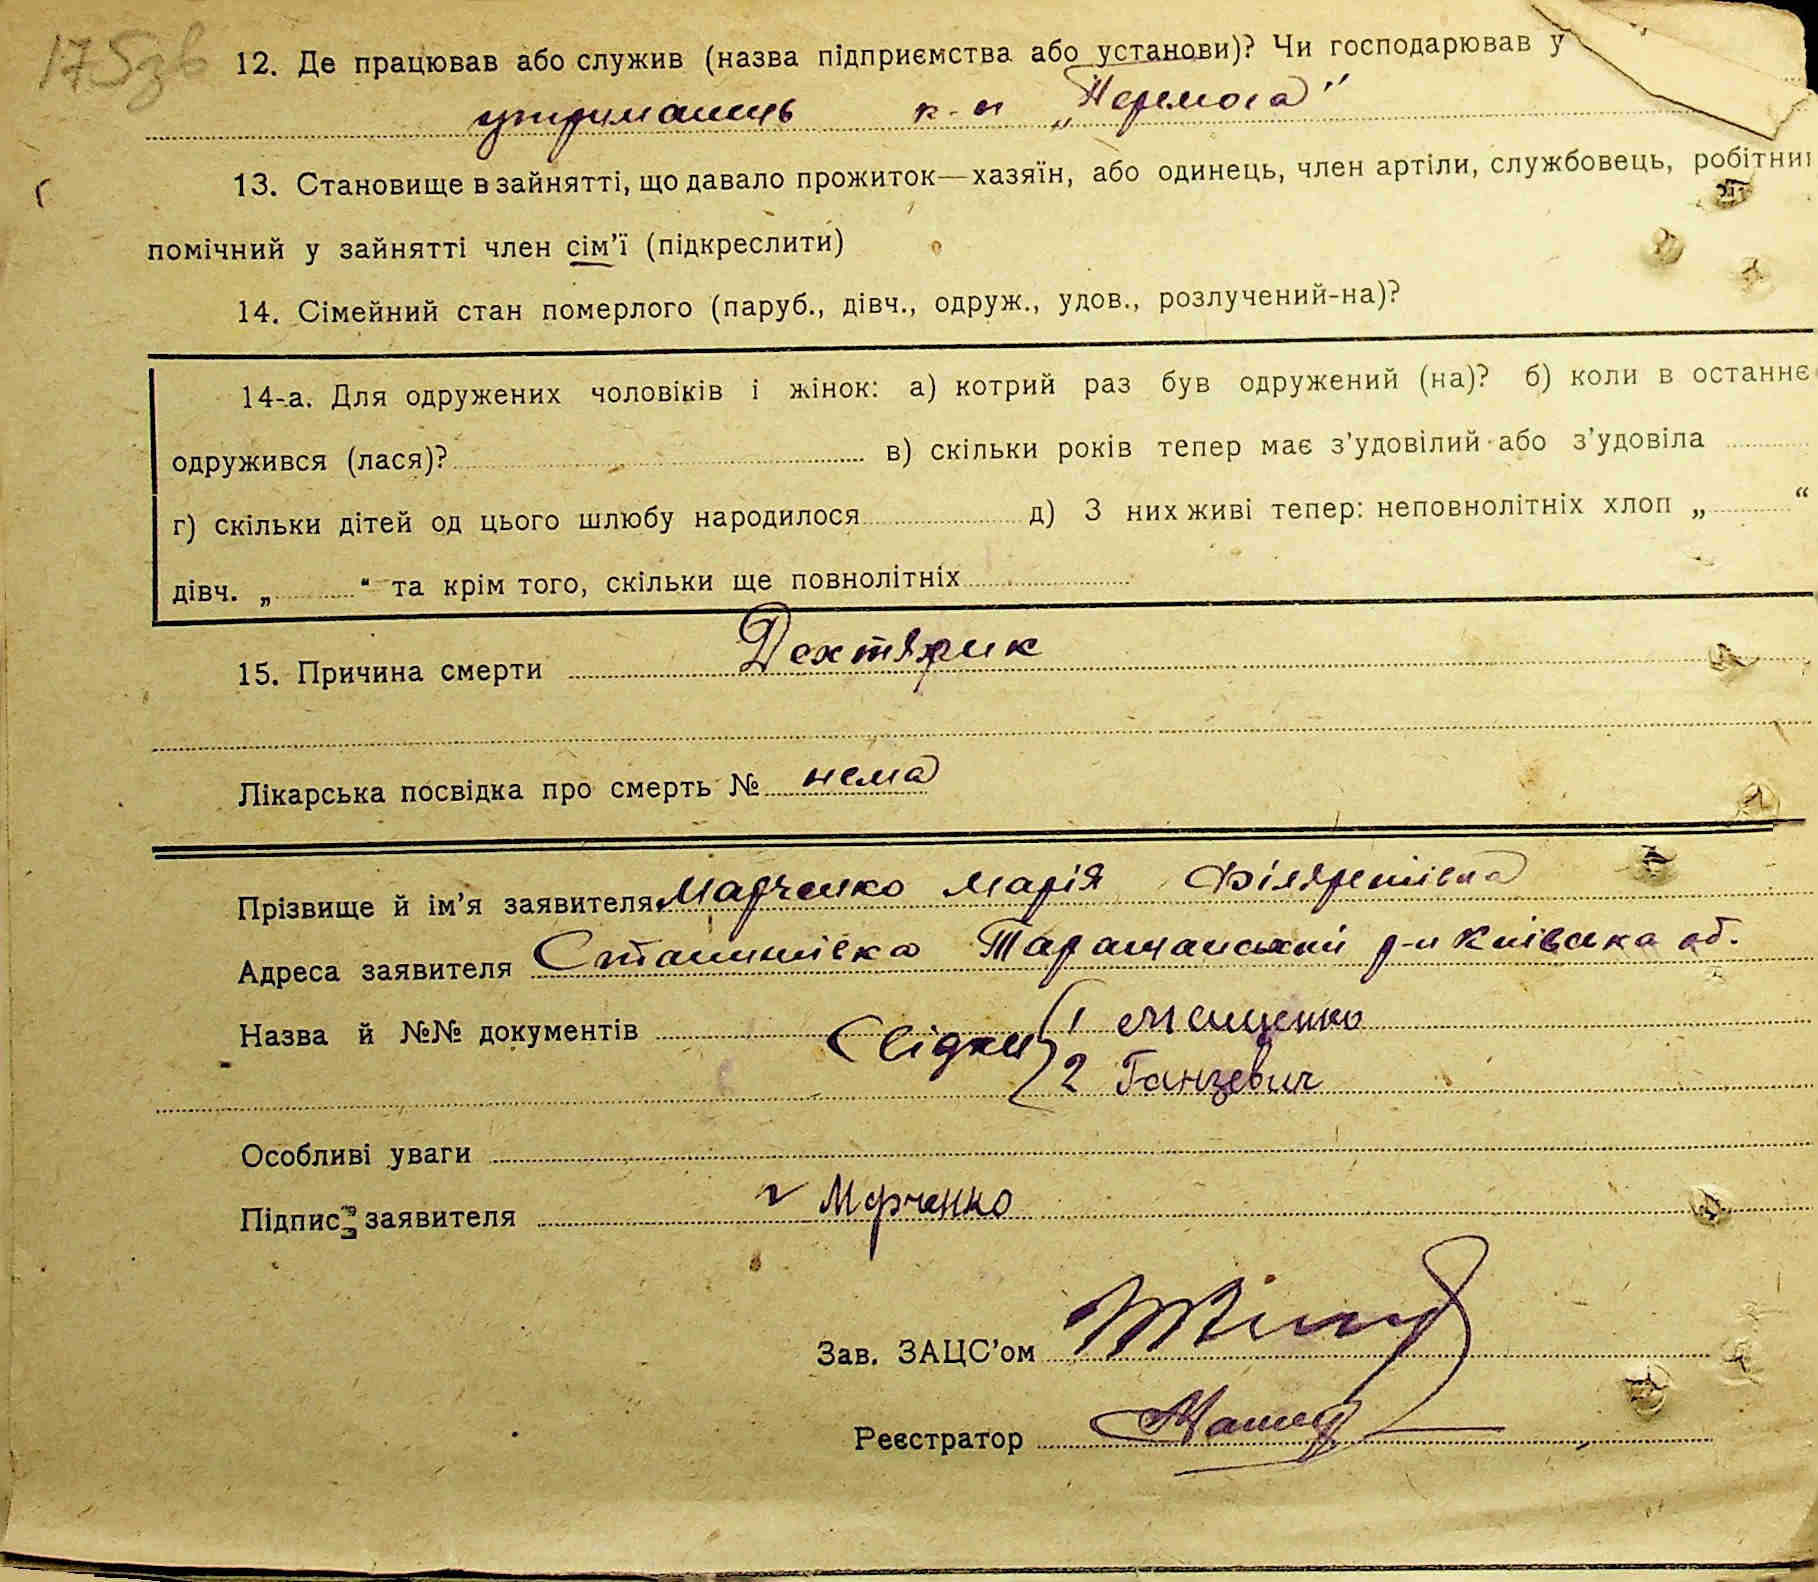 175зв
12. Де працював або служив (назва підприємства або установи)? Чи господарював у
утриманець к-п „Перемога"
13. Становище в зайнятті, що давало прожиток—хазяїн, або одинець, член артіли, службовець, робітник
помічний у зайнятті член сім'ї (підкреслити)
14. Сімейний стан померлого (паруб., дівч., одруж., удов., розлучений-на)?
14-а. Для одружених чоловіків і жінок: а) котрий раз був одружений (на)? б) коли в останнє
одружився (лася)? в) скільки років тепер має з'удовілий або з'удовіла
г) скільки дітей од цього шлюбу народилося д) З них живі тепер: неповнолітніх хлоп „ “
дівч. „ “ та крім того, скільки ще повнолітніх
15. Причина смерти Дехтярик
Лікарська посвідка про смерть № нема
Прізвище й ім'я заявителя Марченко Марія Філяретівна
Адреса заявителя Станишівка Таращанський р-н Київська об.
Назва й №№ документів Свідки 1 Мещенко
2 Ганзевич
Особливі уваги
Підпис заявителя Марченко
Зав. ЗАЦС'ом
Реєстратор